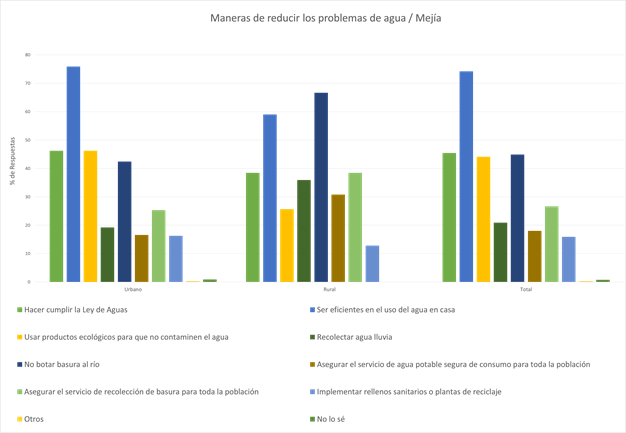 Maneras de reducir los problemas de agua / Mejía
80
70
60
50
40
30
20
10
0
% de Respuestas
Urbano
Rural
Total
Hacer cumplir la Ley de Aguas
Ser eficientes en el uso del agua en casa
Usar productos ecológicos para que no contaminen el agua
Recolectar agua lluvia
No botar basura al río
Asegurar el servicio de agua potable segura de consumo para toda la población
Asegurar el servicio de recolección de basura para toda la población
Implementar rellenos sanitarios o plantas de reciclaje
Otros
No lo sé